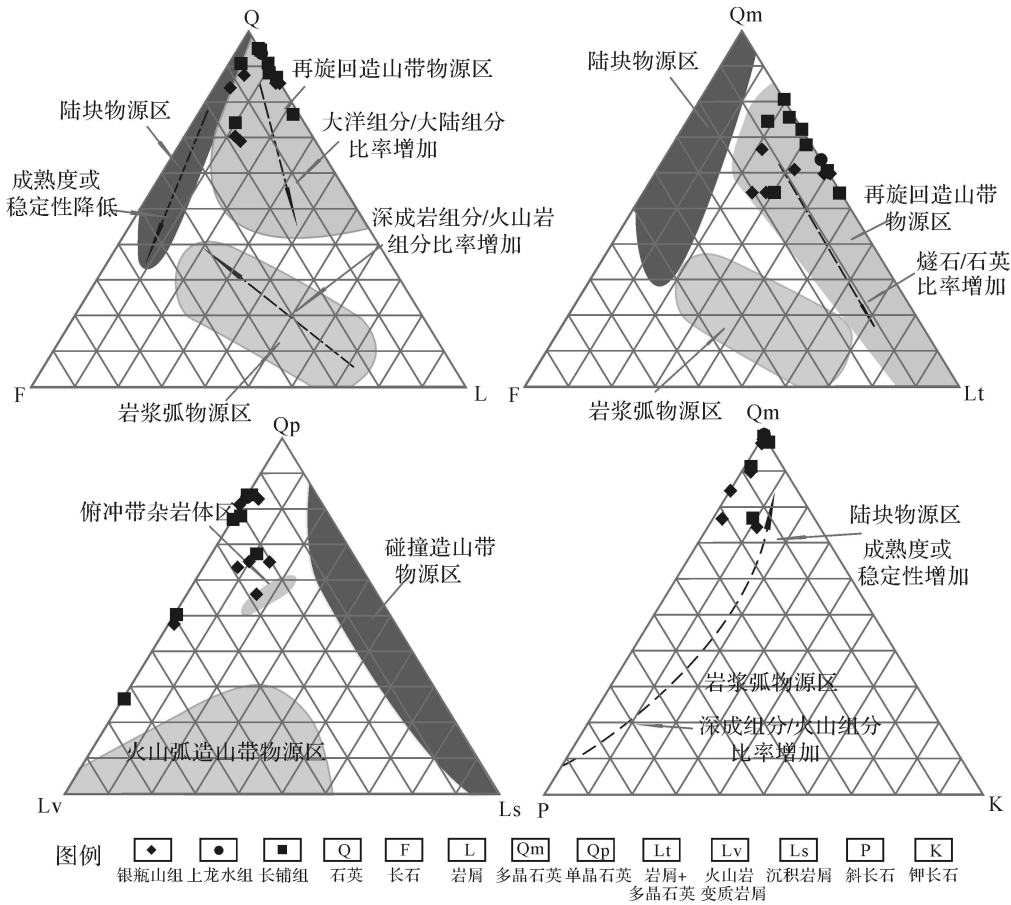 Q
再旋回造山带物源区
陆块物源区
大洋组分/大陆组分
比率增加
成熟度或
稳定性降低
深成岩组分/火山岩
组分比率增加
F
L
岩浆弧物源区
Qm
陆块物源区
再旋回造山带
物源区
燧石/石英
比率增加
F
Lt
岩浆弧物源区
Qp
俯冲带杂岩体区
碰撞造山带
物源区
火山弧造山带物源区
Lv
Ls
Qm
陆块物源区
成熟度或
稳定性增加
岩浆弧物源区
深成组分/火山组分
比率增加
P
K
图例
Q
F
L
Qm
Qp
Lt
Lv
Ls
P
K
银瓶山组
上龙水组
长铺组
石英
长石
岩屑
多晶石英
单晶石英
岩屑+
多晶石英
火山岩
变质岩屑
沉积岩屑
斜长石
钾长石